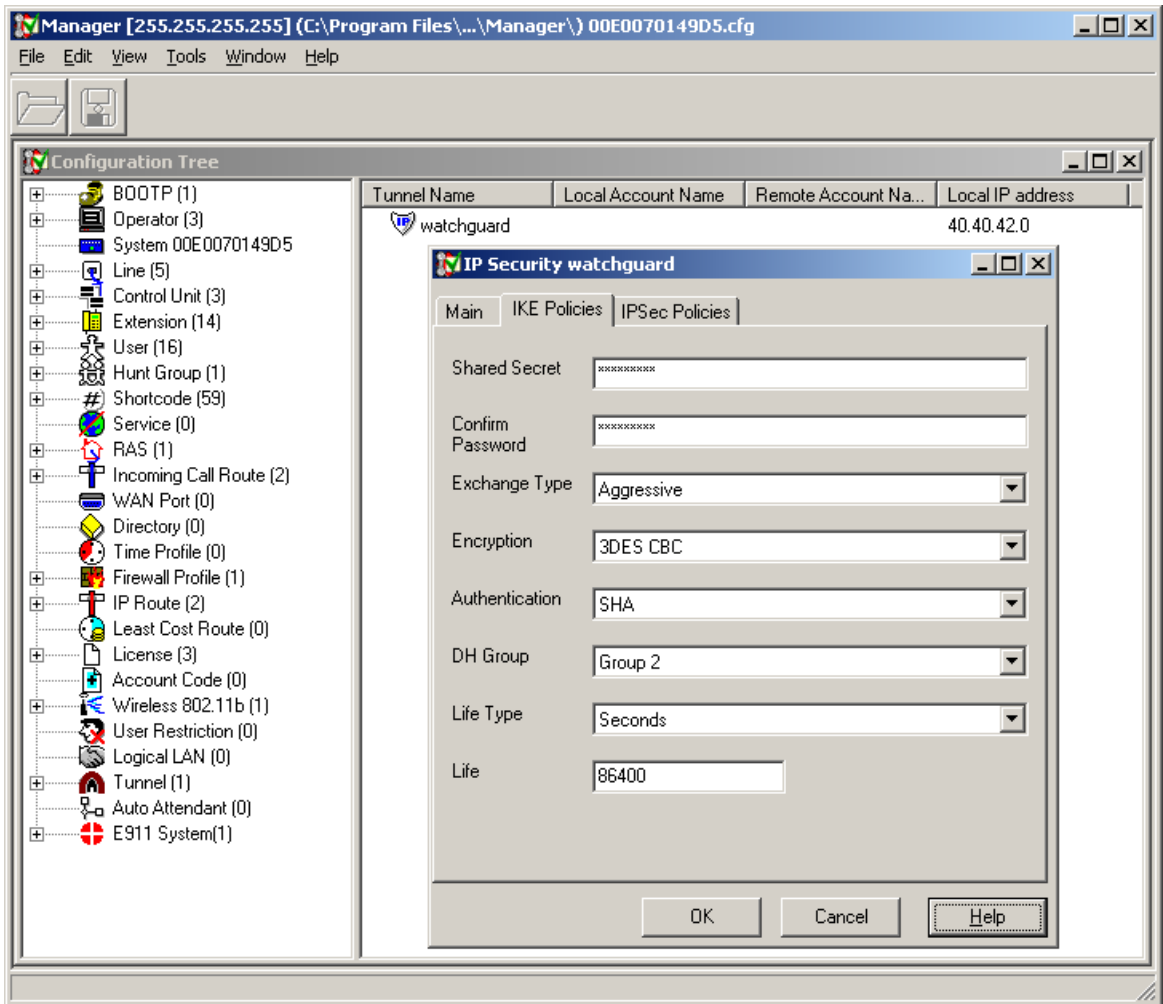 Manager [255.255.255.255] (C:\Program Files\...\Manager\) 00E0070149D5.cfg
File Edit View Tools Window Help
Configuration Tree
BOOTP (1)
Operator (3)
System 00E0070149D5
Line (5)
Control Unit (3)
Extension (14)
User (16)
Hunt Group (1)
Shortcode (59)
Service (0)
RAS (1)
Incoming Call Route (2)
WAN Port (0)
Directory (0)
Time Profile (0)
Firewall Profile (1)
IP Route (2)
Least Cost Route (0)
License (3)
Account Code (0)
Wireless 802.11b (1)
User Restriction (0)
Logical LAN (0)
Tunnel (1)
Auto Attendant (0)
E911 System(1)
Tunnel Name Local Account Name Remote Account Na... Local IP address
IP watchguard 40.40.42.0
IP Security watchguard
Main IKE Policies IPSec Policies
Shared Secret *********
Confirm
Password *********
Exchange Type Aggressive
Encryption 3DES CBC
Authentication SHA
DH Group Group 2
Life Type Seconds
Life 86400
OK Cancel Help